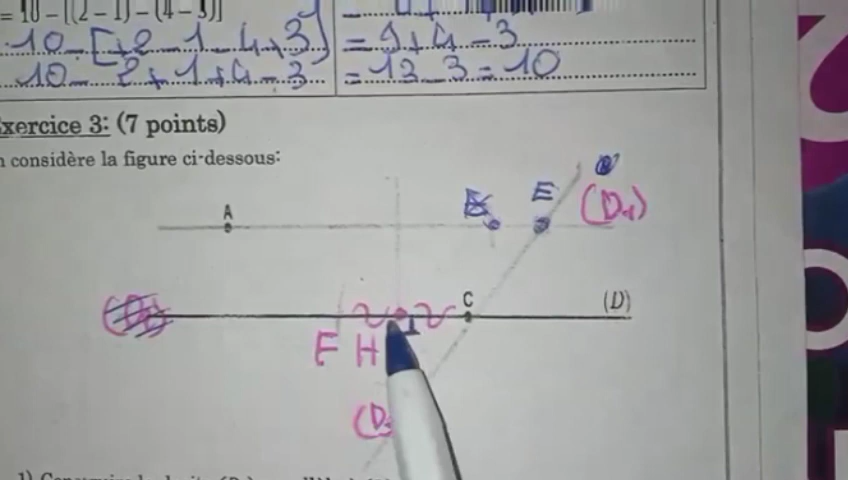 = 10 - [(2 - 1) - (4 - 3)]
10 - [+2 - 1 - 4 + 3]
10 - 2 + 1 + 4 - 3
= 9 + 4 - 3
= 13 - 3 = 10
xercice 3: (7 points)
n considère la figure ci-dessous:
A
E
(D₁)
C
(D)
F H
(D